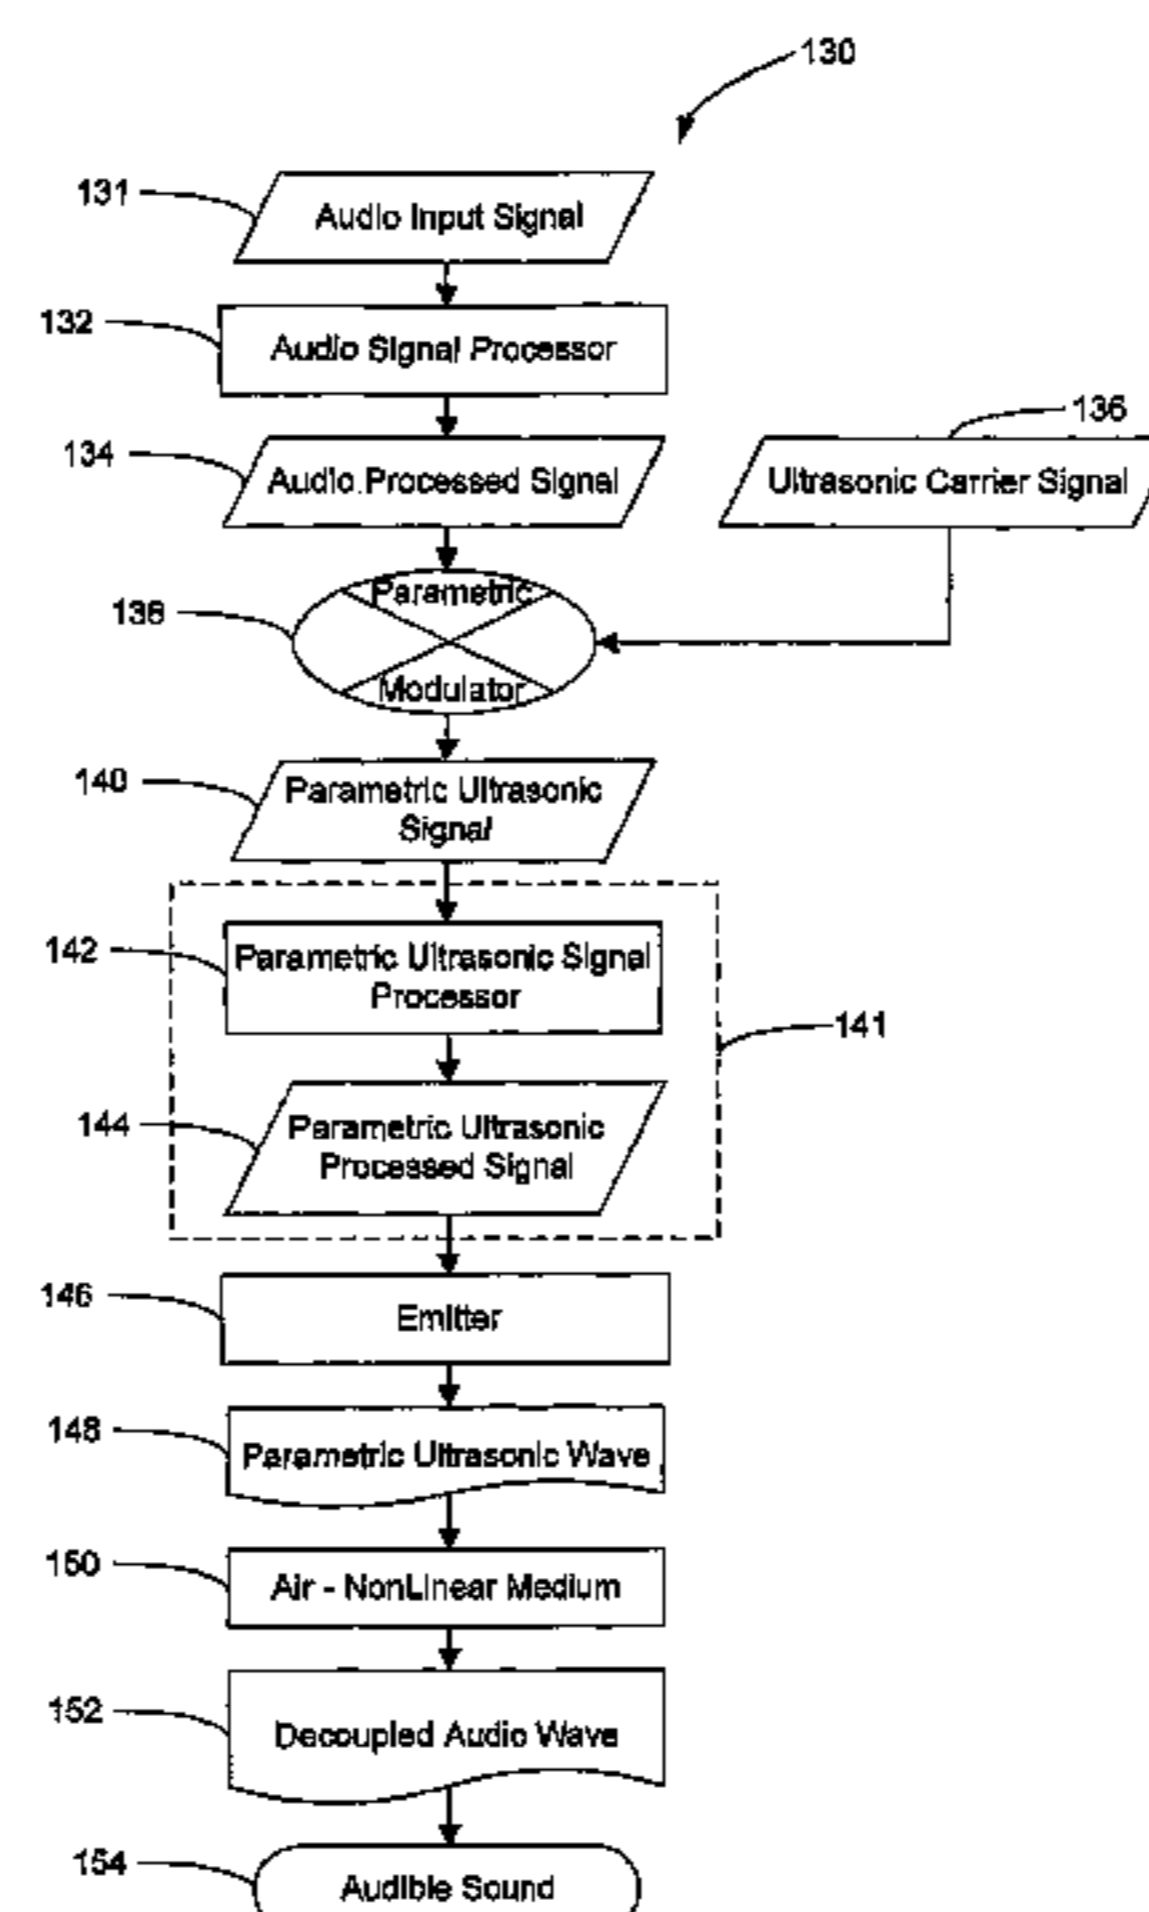 130
131
Audio Input Signal
132
Audio Signal Processor
136
134
Audio Processed Signal
Ultrasonic Carrier Signal
138
Parametric
Modulator
140
Parametric Ultrasonic
Signal
142
Parametric Ultrasonic Signal
Processor
141
144
Parametric Ultrasonic
Processed Signal
146
Emitter
148
Parametric Ultrasonic Wave
150
Air - NonLinear Medium
152
Decoupled Audio Wave
154
Audible Sound